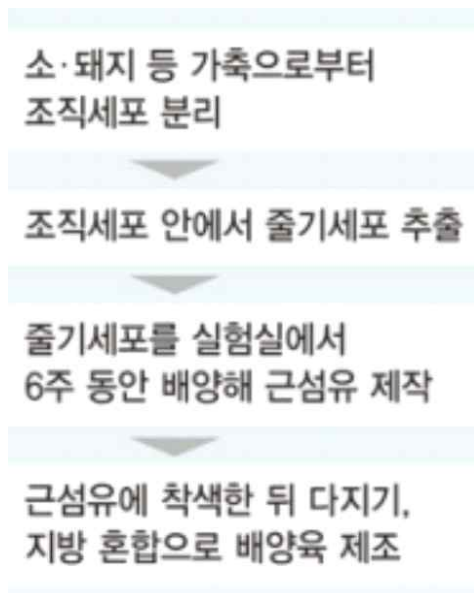 소·돼지 등 가축으로부터
조직세포 분리
조직세포 안에서 줄기세포 추출
줄기세포를 실험실에서
6주 동안 배양해 근섬유 제작
근섬유에 착색한 뒤 다지기,
지방 혼합으로 배양육 제조